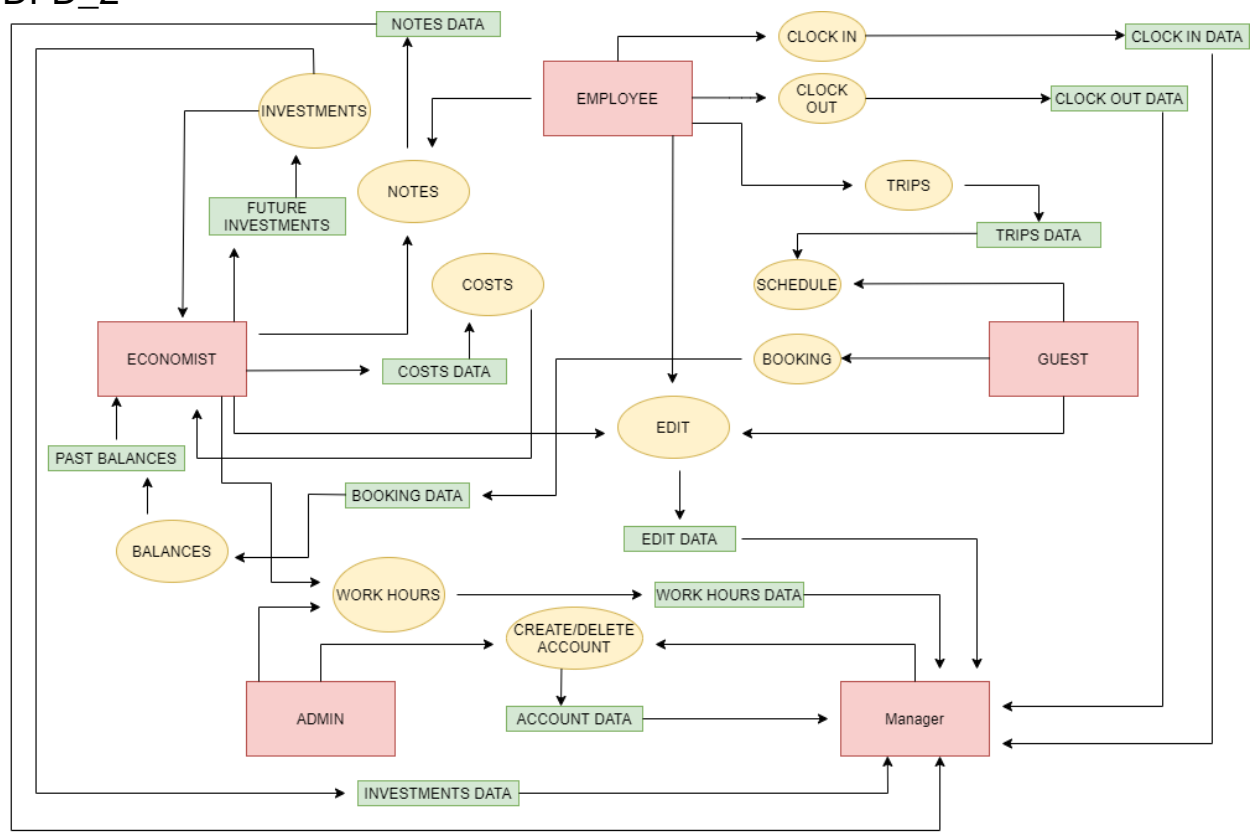 DFD_2
NOTES DATA
CLOCK IN
CLOCK IN DATA
EMPLOYEE
CLOCK
OUT
CLOCK OUT DATA
INVESTMENTS
NOTES
TRIPS
FUTURE
INVESTMENTS
TRIPS DATA
COSTS
SCHEDULE
ECONOMIST
COSTS DATA
BOOKING
GUEST
EDIT
PAST BALANCES
BOOKING DATA
EDIT DATA
BALANCES
WORK HOURS
WORK HOURS DATA
CREATE/DELETE
ACCOUNT
ADMIN
ACCOUNT DATA
Manager
INVESTMENTS DATA